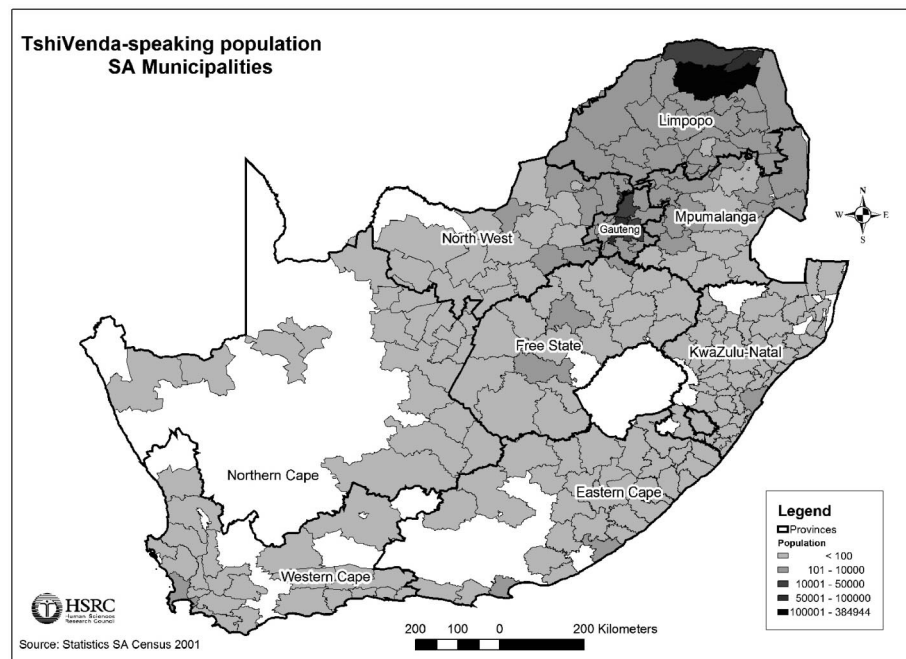 TshiVenda-speaking population
SA Municipalities
Limpopo
N
W E
S
Mpumalanga
Gauteng
North West
Free State
KwaZulu-Natal
Northern Cape
Eastern Cape
Western Cape
Legend
Provinces
Population
< 100
101 - 10000
10001 - 50000
50001 - 100000
100001 - 384944
HSRC
Human Sciences
Research Council
Source: Statistics SA Census 2001
200 100 0 200 Kilometers